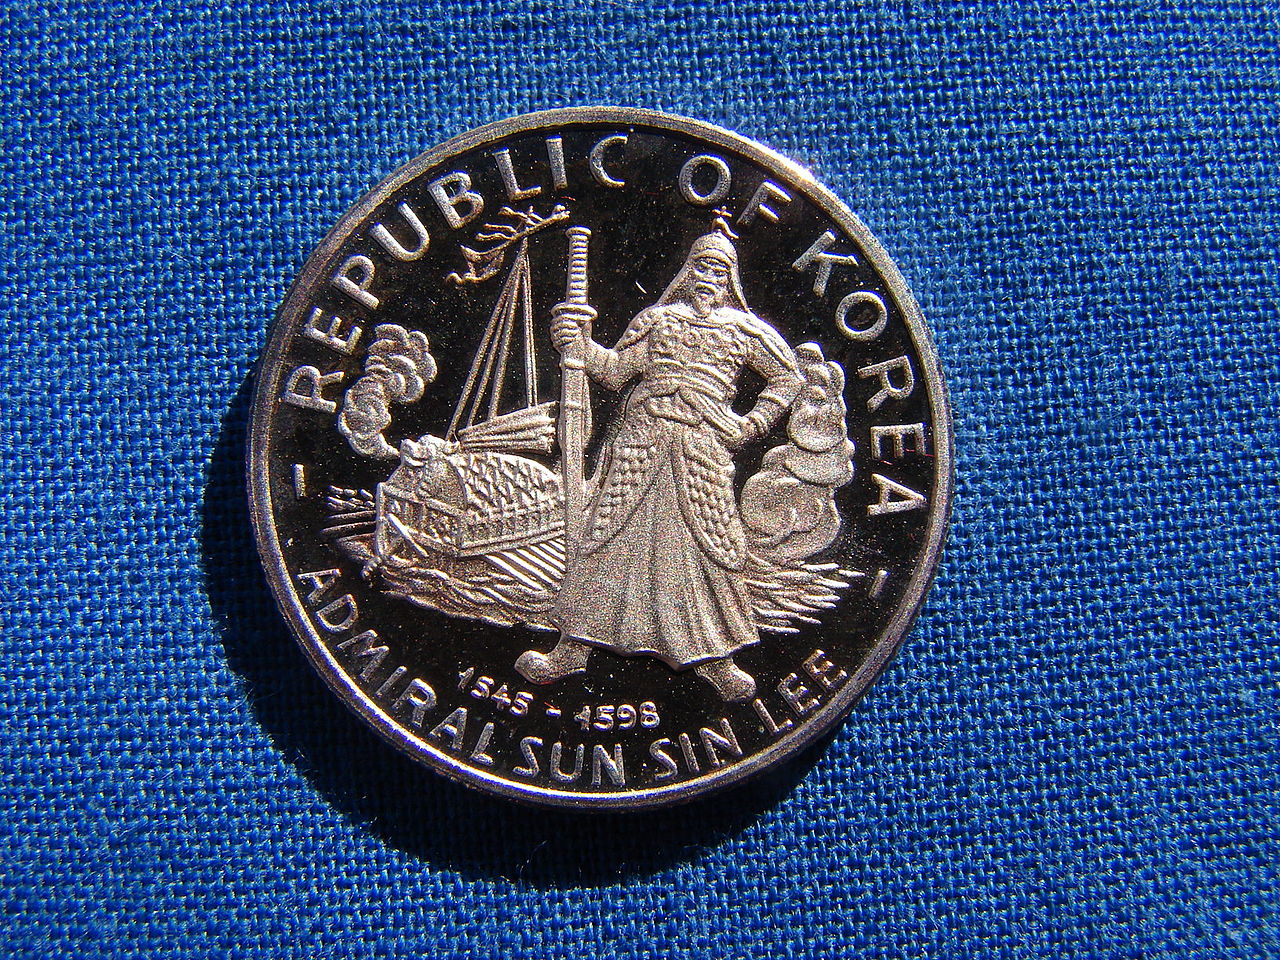 REPUBLIC OF KOREA
1545 - 1598
ADMIRAL SUN SIN LEE